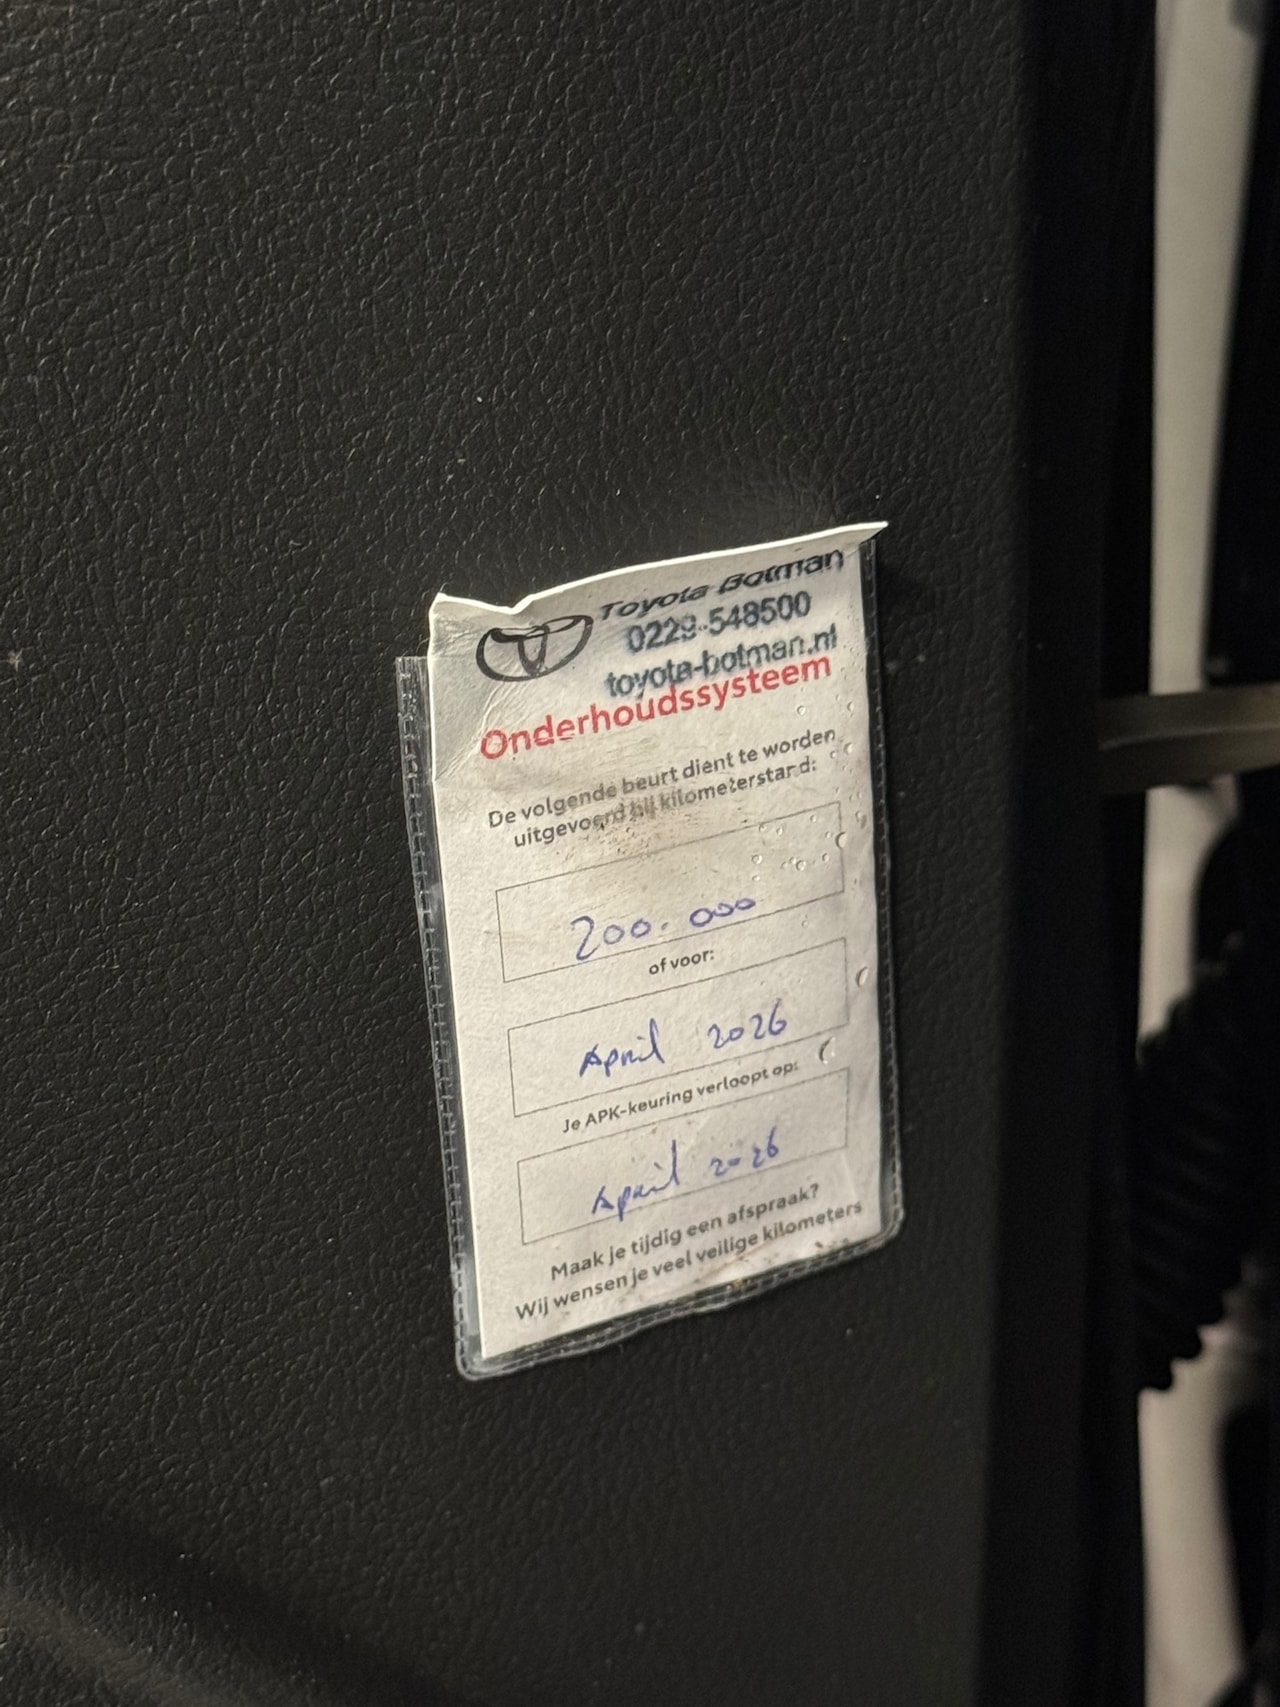 Toyota Botman
0229-548500
toyota-botman.nl
Onderhoudssysteem
De volgende beurt dient te worden
uitgevoerd bij kilometerstand:
200.000
of voor:
April 2026
Je APK-keuring verloopt op:
April 2026
Maak je tijdig een afspraak?
Wij wensen je veel veilige kilometers